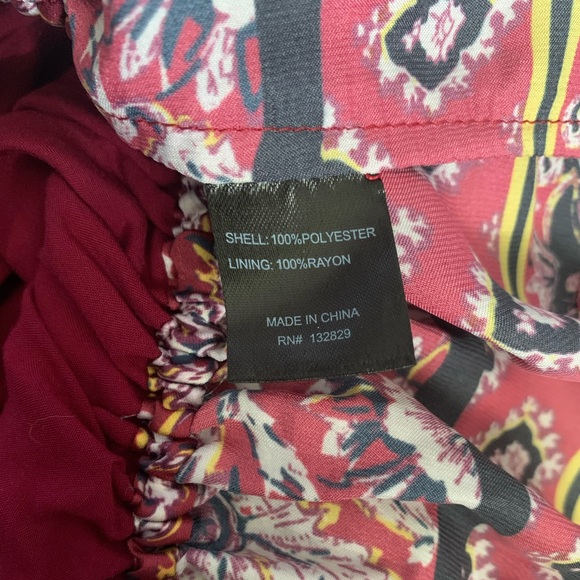 SHELL: 100%POLYESTER
LINING: 100%RAYON
MADE IN CHINA
RN# 132829